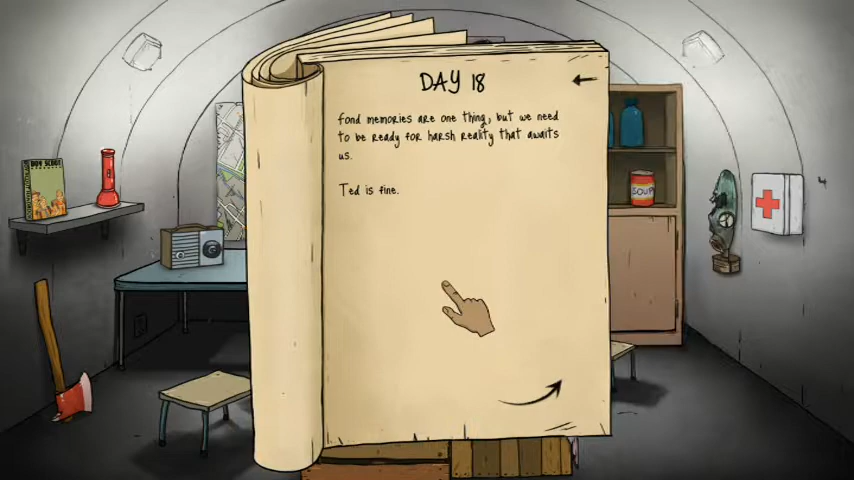 DAY 18
fond memories are one thing, but we need
to be ready for harsh reality that awaits
us.
Ted is fine.
BOY SCOUT
SOUP